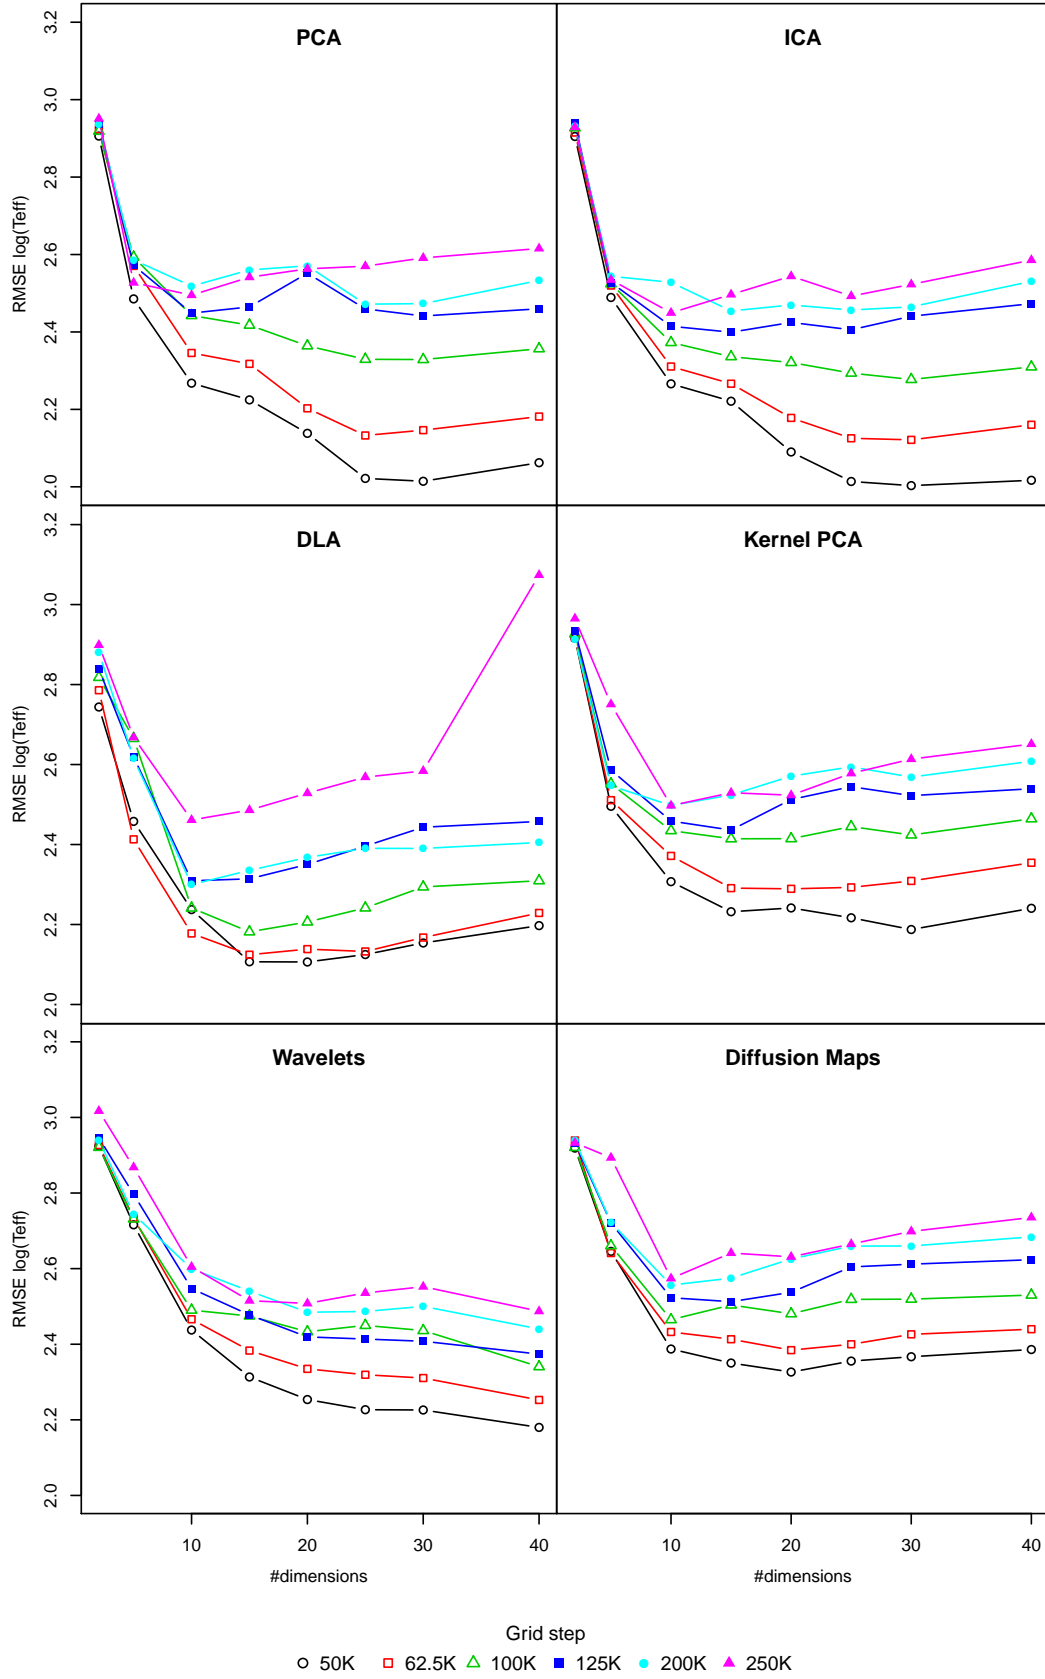 PCA
ICA
RMSE log(Teff)
2.0 2.2 2.4 2.6 2.8 3.0 3.2
DLA
Kernel PCA
RMSE log(Teff)
2.0 2.2 2.4 2.6 2.8 3.0 3.2
Wavelets
Diffusion Maps
RMSE log(Teff)
2.0 2.2 2.4 2.6 2.8 3.0 3.2
10 20 30 40
10 20 30 40
#dimensions
#dimensions
Grid step
50K 62.5K 100K 125K 200K 250K